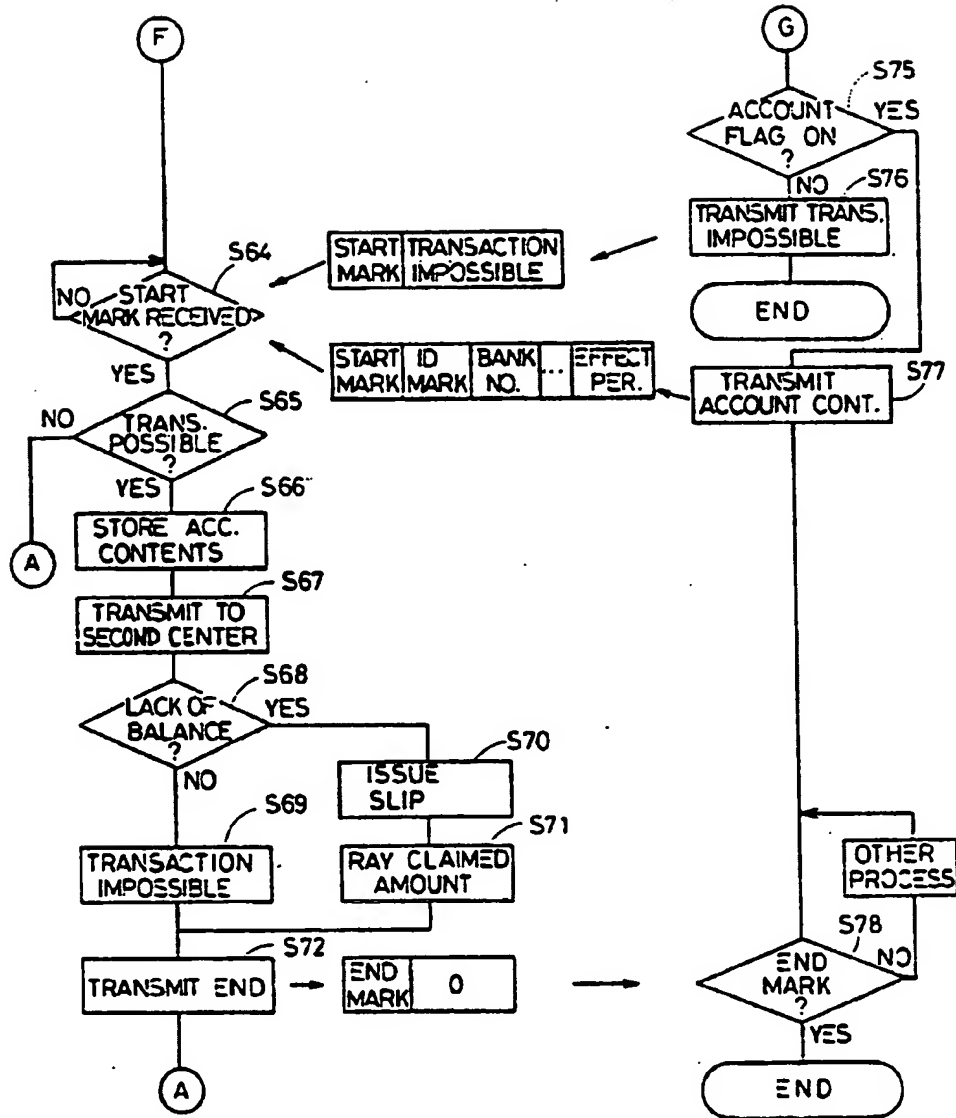 F
G
S75
ACCOUNT
FLAG ON
?
YES
NO
S76
TRANSMIT TRANS.
IMPOSSIBLE
END
START
MARK
TRANSACTION
IMPOSSIBLE
S64
NO
START
MARK RECEIVED
?
YES
START
MARK
ID
MARK
BANK
NO.
...
EFFECT
PER.
S77
TRANSMIT
ACCOUNT CONT.
S65
NO
TRANS.
POSSIBLE
?
YES
A
S66
STORE ACC.
CONTENTS
S67
TRANSMIT TO
SECOND CENTER
S68
LACK OF
BALANCE
?
YES
NO
S70
ISSUE
SLIP
S69
TRANSACTION
IMPOSSIBLE
S71
RAY CLAIMED
AMOUNT
OTHER
PROCESS
S72
TRANSMIT END
END
MARK
0
S78
END
MARK
?
NO
YES
A
END